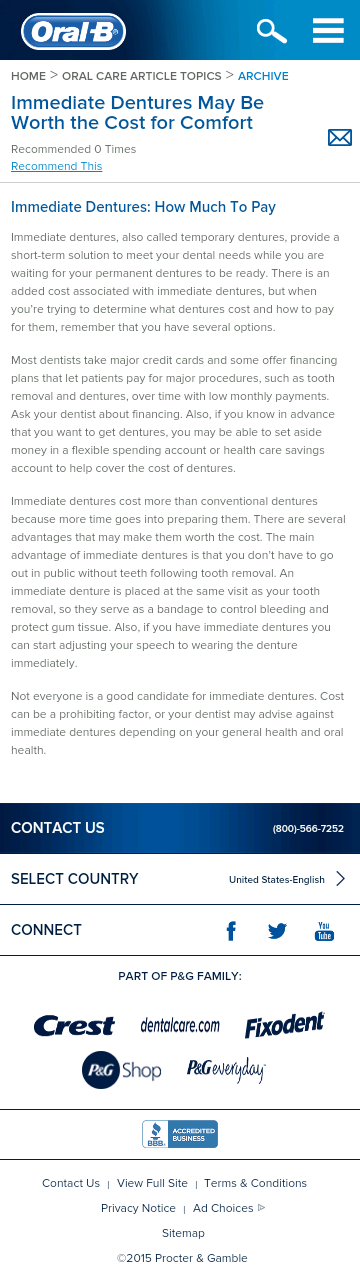 Oral-B®
HOME > ORAL CARE ARTICLE TOPICS > ARCHIVE
Immediate Dentures May Be
Worth the Cost for Comfort
Recommended 0 Times
Recommend This
Immediate Dentures: How Much To Pay
Immediate dentures, also called temporary dentures, provide a
short-term solution to meet your dental needs while you are
waiting for your permanent dentures to be ready. There is an
added cost associated with immediate dentures, but when
you're trying to determine what dentures cost and how to pay
for them, remember that you have several options.
Most dentists take major credit cards and some offer financing
plans that let patients pay for major procedures, such as tooth
removal and dentures, over time with low monthly payments.
Ask your dentist about financing. Also, if you know in advance
that you want to get dentures, you may be able to set aside
money in a flexible spending account or health care savings
account to help cover the cost of dentures.
Immediate dentures cost more than conventional dentures
because more time goes into preparing them. There are several
advantages that may make them worth the cost. The main
advantage of immediate dentures is that you don't have to go
out in public without teeth following tooth removal. An
immediate denture is placed at the same visit as your tooth
removal, so they serve as a bandage to control bleeding and
protect gum tissue. Also, if you have immediate dentures you
can start adjusting your speech to wearing the denture
immediately.
Not everyone is a good candidate for immediate dentures. Cost
can be a prohibiting factor, or your dentist may advise against
immediate dentures depending on your general health and oral
health.
CONTACT US (800)-566-7252
SELECT COUNTRY United States-English
CONNECT You Tube
PART OF P&G FAMILY:
Crest dentalcare.com Fixodent
P&G Shop P&G everyday
BBB. ACCREDITED BUSINESS
Contact Us | View Full Site | Terms & Conditions
Privacy Notice | Ad Choices
Sitemap
©2015 Procter & Gamble